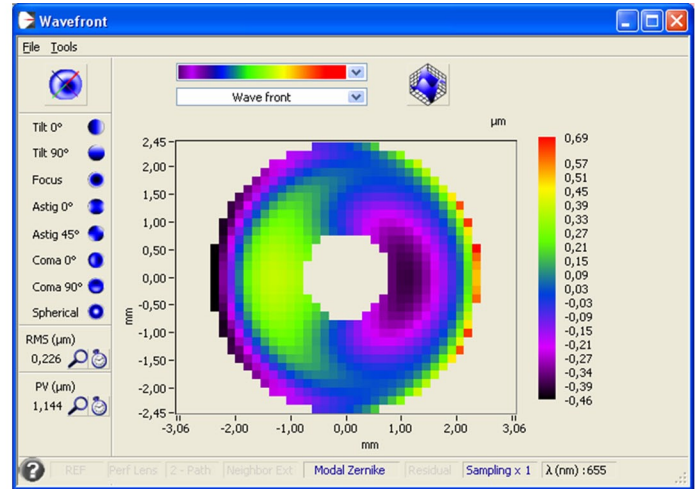 Wavefront
File Tools
Wave front
Tilt 0°
Tilt 90°
Focus
Astig 0°
Astig 45°
Coma 0°
Coma 90°
Spherical
RMS (µm)
0,226
PV (µm)
1,144
µm
2,45
2,00
1,50
1,00
0,50
0,00
-0,50
-1,00
-1,50
-2,00
-2,45
mm
-3,06 -2,00 -1,00 0,00 1,00 2,00 3,06
mm
0,69
0,57
0,51
0,45
0,39
0,33
0,27
0,21
0,15
0,09
0,03
-0,03
-0,09
-0,15
-0,21
-0,27
-0,34
-0,39
-0,46
? REF Perf Lens 2 - Path Neighbor Ext Modal Zernike Residual Sampling x 1 λ (nm) :655